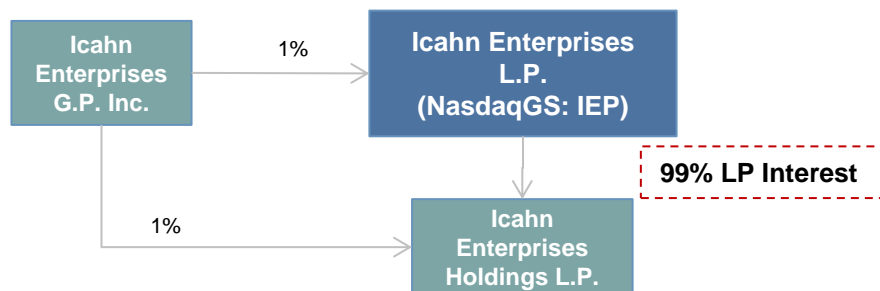 Icahn
Enterprises
G.P. Inc.
1%
Icahn Enterprises
L.P.
(NasdaqGS: IEP)
99% LP Interest
1%
Icahn
Enterprises
Holdings L.P.